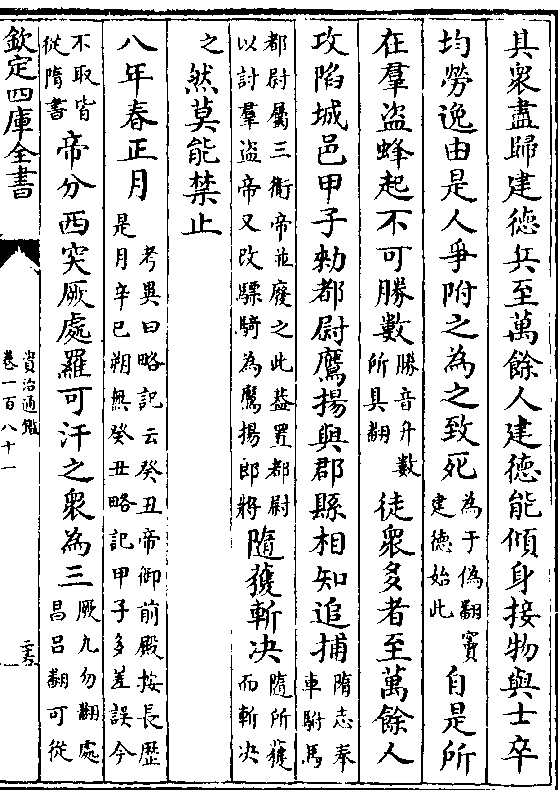 具衆盡歸建德兵至萬餘人建德能傾身接物與士卒
均勞逸由是人爭附之為之致死為于偽翻竇建德始此自是所
在羣盜蜂起不可勝數勝音升數所具翻徒衆多者至萬餘人
攻陷城邑甲子勅都尉鷹揚與郡縣相知追捕隋志奉車駙馬
都尉屬三衛帝並廢之此葢置都尉以討羣盜帝又改驃騎為鷹揚郎將隨獲斬決隨所獲而斬決
之然莫能禁止
八年春正月考異曰略記云癸丑帝御前殿按長歷是月辛巳朔無癸丑略記甲子多差誤今
不取皆從隋書帝分西突厥處羅可汗之衆為三厥九勿翻處昌呂翻可從
欽定四庫全書
資治通鑑
卷一百八十一